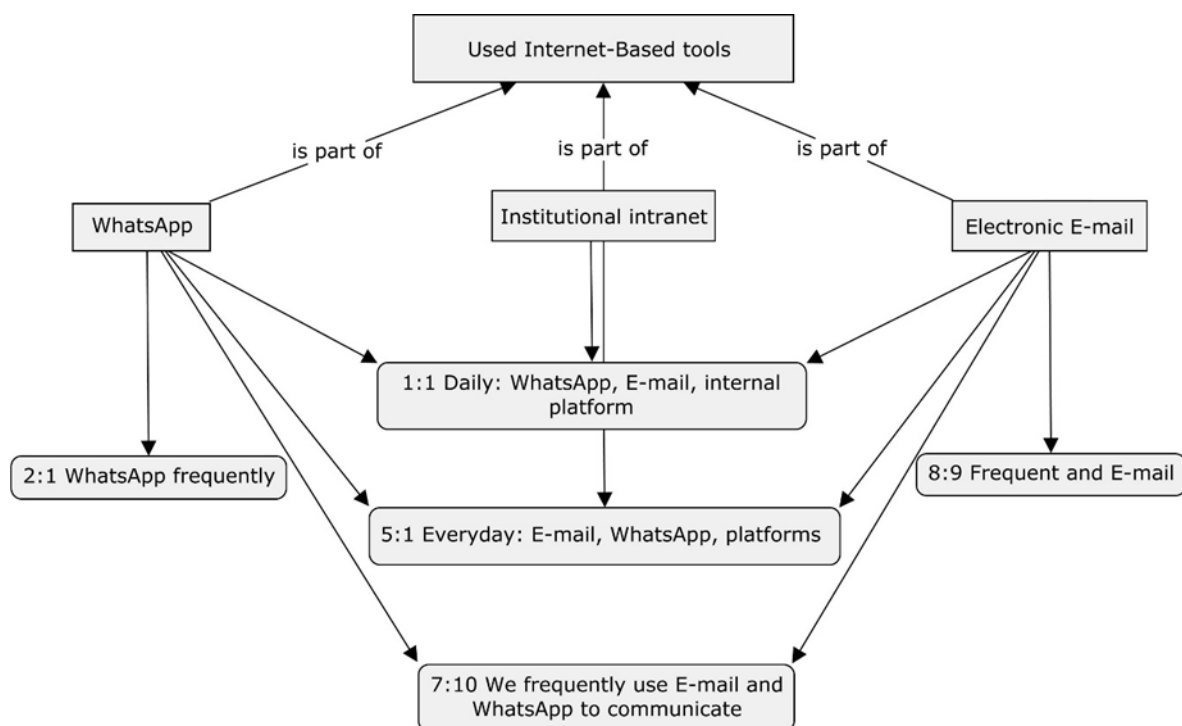 Used Internet-Based tools
is part of
is part of
is part of
WhatsApp
Institutional intranet
Electronic E-mail
1:1 Daily: WhatsApp, E-mail, internal
platform
2:1 WhatsApp frequently
8:9 Frequent and E-mail
5:1 Everyday: E-mail, WhatsApp, platforms
7:10 We frequently use E-mail and
WhatsApp to communicate